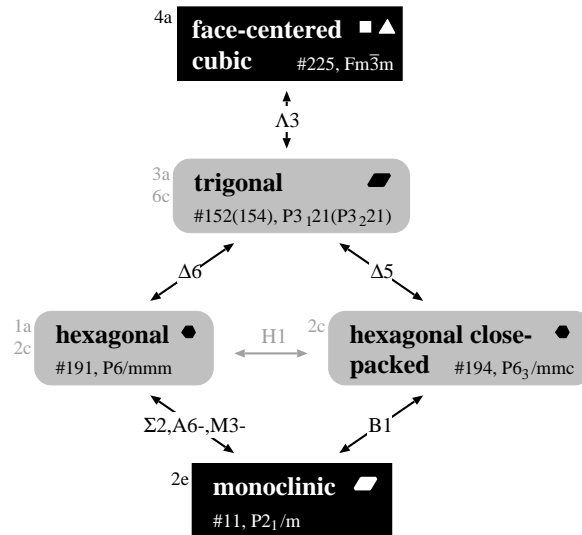 4a
face-centered
cubic #225, Fm3̅m
Λ3
3a
6c
trigonal
#152(154), P3₁21(P3₂21)
Δ6 Δ5
1a
2c
hexagonal
#191, P6/mmm
H1
2c
hexagonal close-
packed #194, P6₃/mmc
Σ2,A6-,M3- B1
2e
monoclinic
#11, P2₁/m